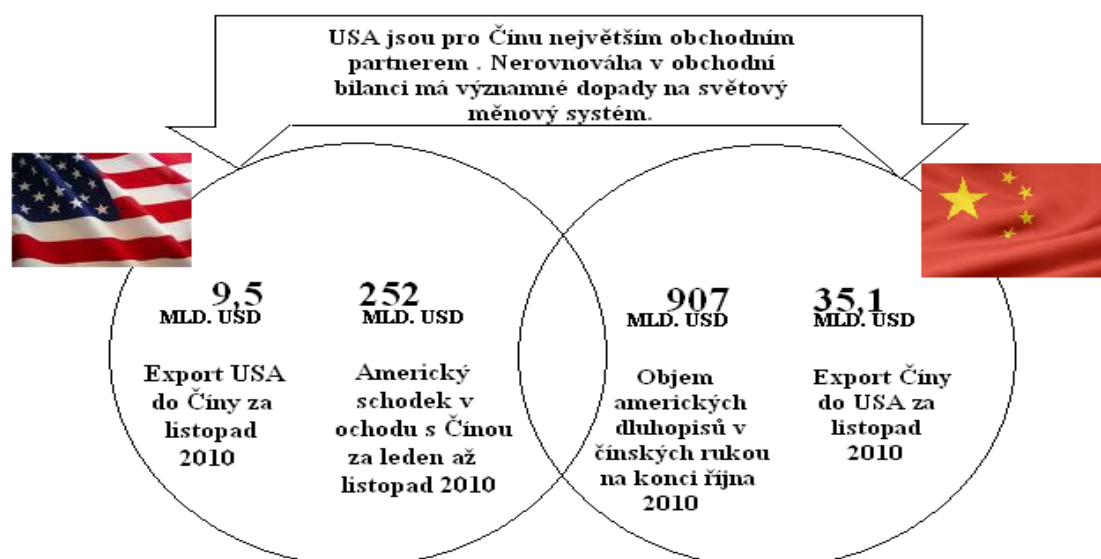 USA jsou pro Čínu největším obchodním
partnerem . Nerovnováha v obchodní
bilanci má významné dopady na světový
měnový systém.
9,5
MLD. USD
Export USA
do Číny za
listopad
2010
252
MLD. USD
Americký
schodek v
ochodu s Čínou
za leden až
listopad 2010
907
MLD. USD
Objem
amerických
dluhopisů v
čínských rukou
na konci října
2010
35,1
MLD. USD
Export Číny
do USA za
listopad
2010